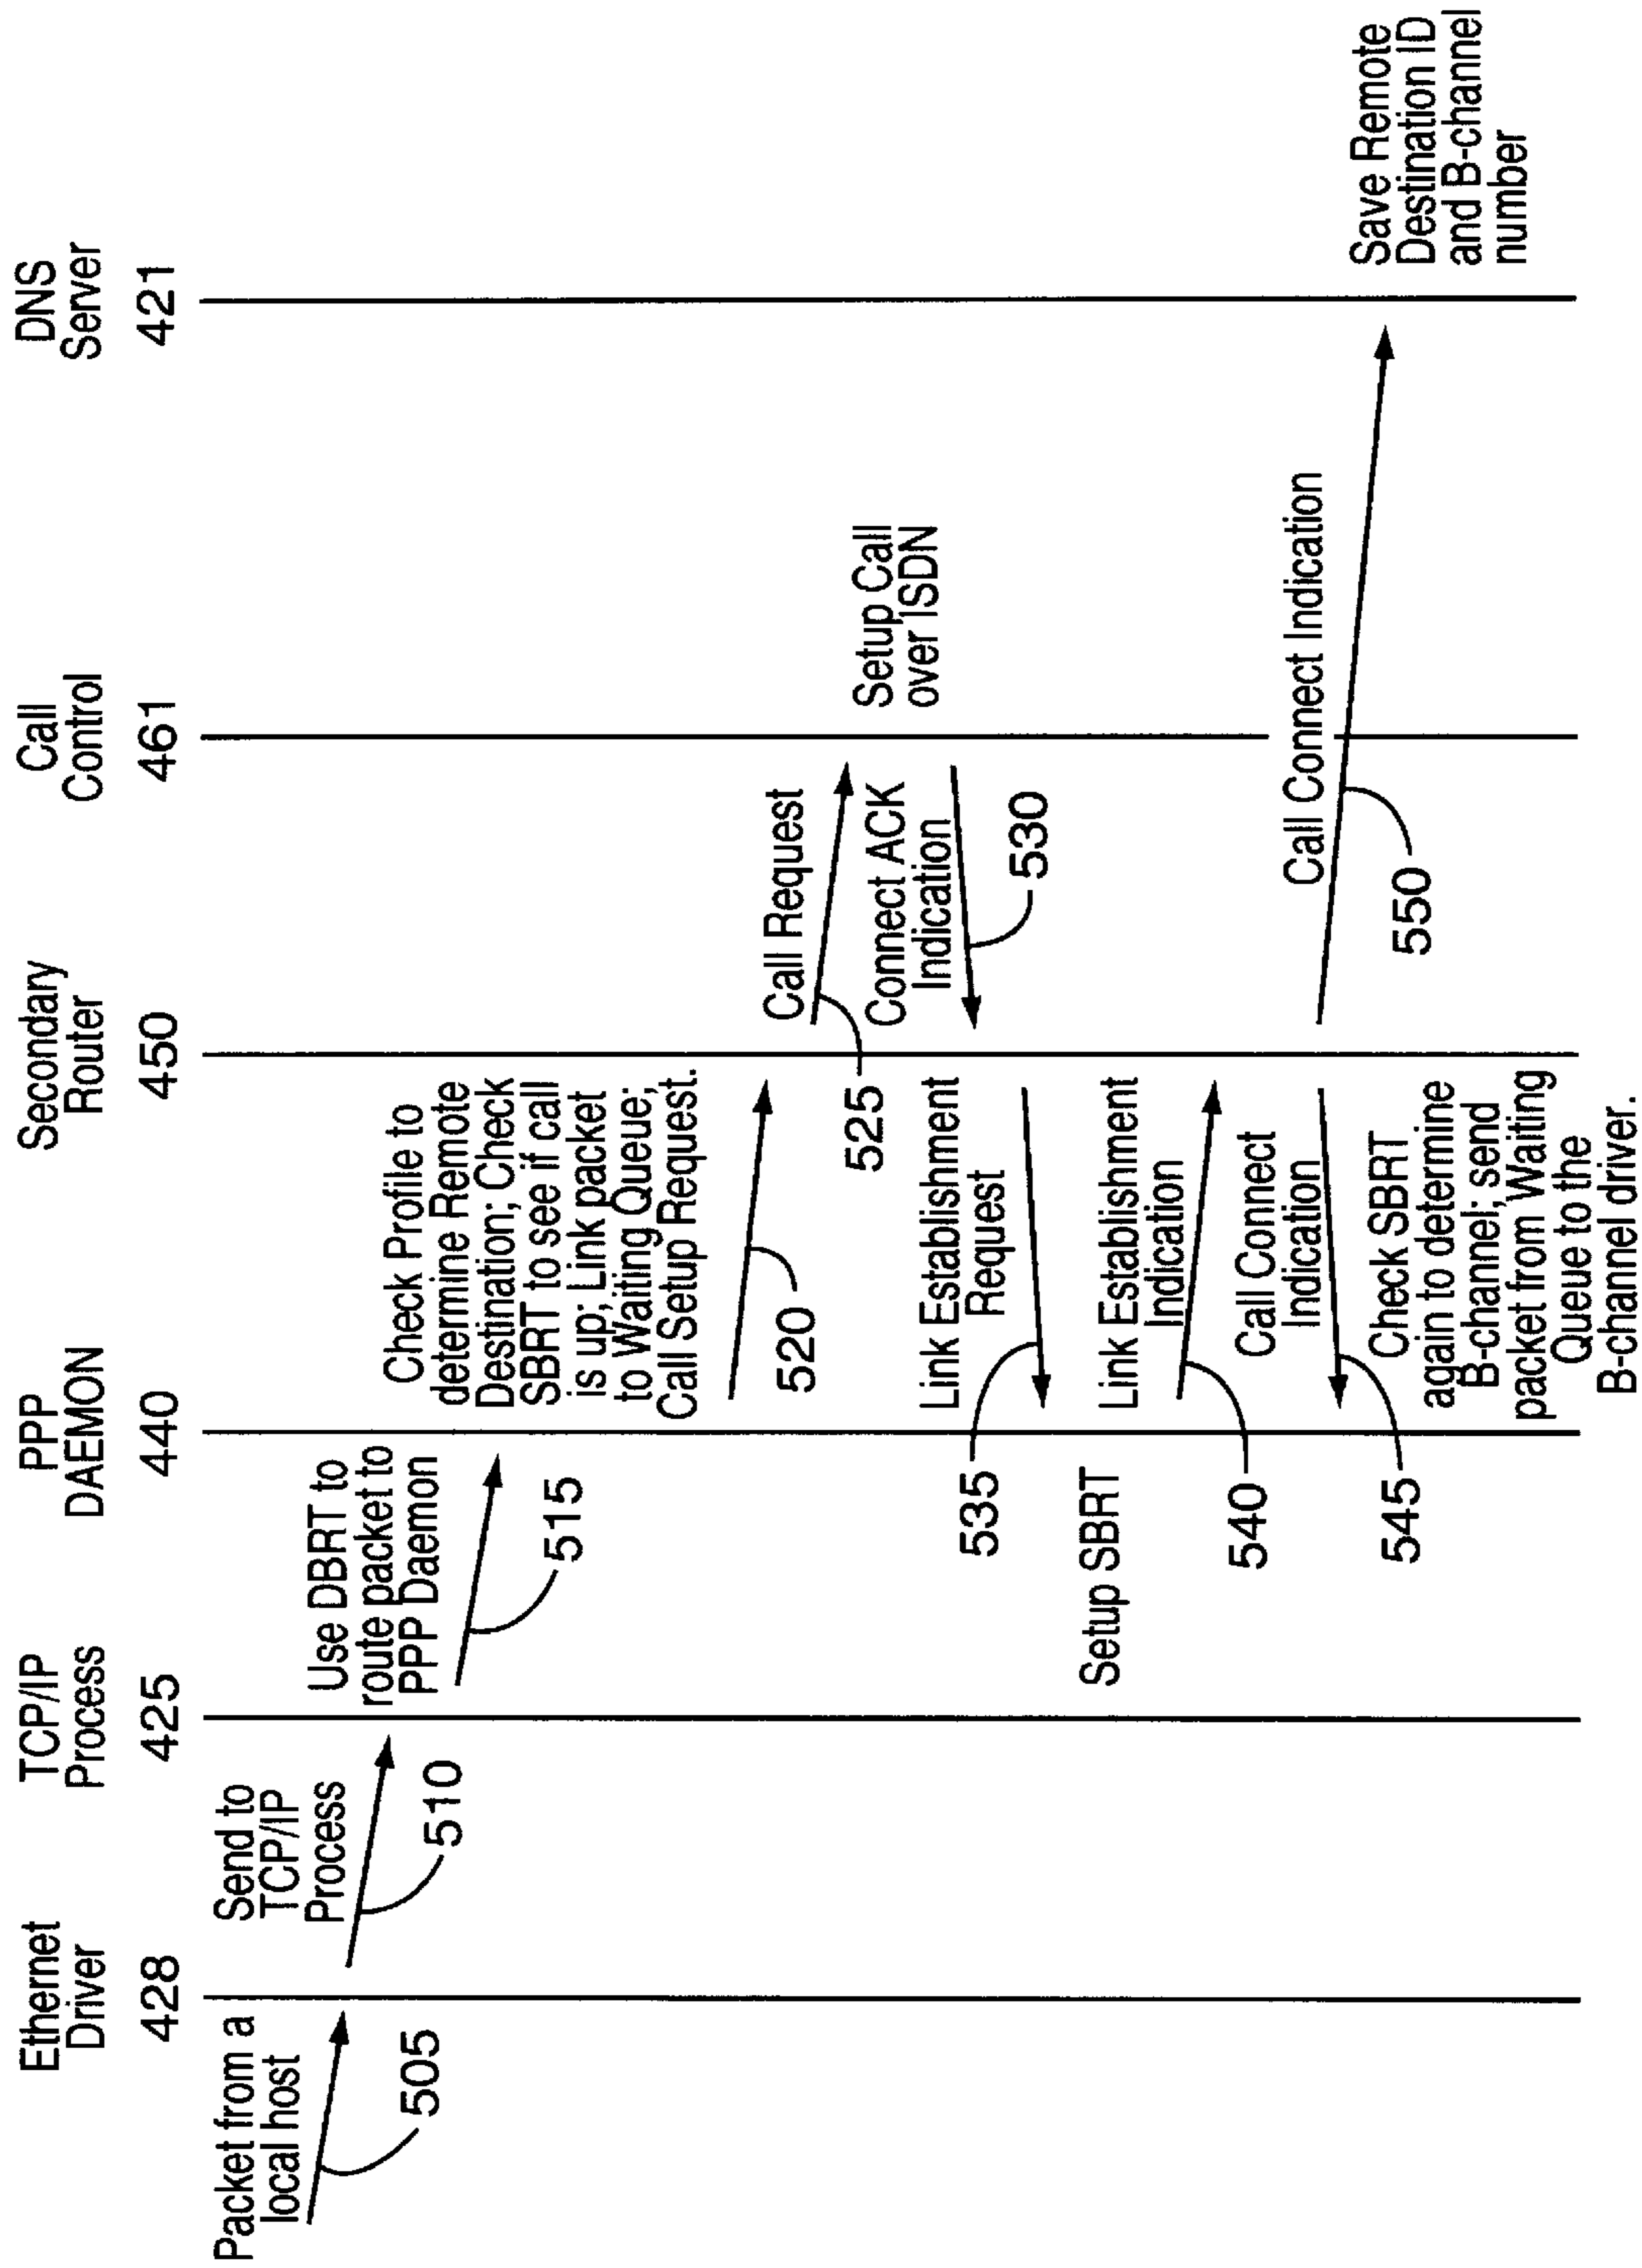 Ethernet
Driver
428
TCP/IP
Process
425
PPP
DAEMON
440
Secondary
Router
450
Call
Control
461
DNS
Server
421
Packet from a
local host
505
Send to
TCP/IP
Process
510
Use DBRT to
route packet to
PPP Daemon
515
Check Profile to
determine Remote
Destination; Check
SBRT to see if call
is up; Link packet
to Waiting Queue;
Call Setup Request.
520
Call Request
525
Setup Call
over ISDN
Connect ACK
Indication
530
Link Establishment
Request
535
Setup SBRT
Link Establishment
Indication
540
Call Connect
Indication
545
Check SBRT
again to determine
B-channel; send
packet from Waiting
Queue to the
B-channel driver.
Call Connect Indication
550
Save Remote
Destination ID
and B-channel
number